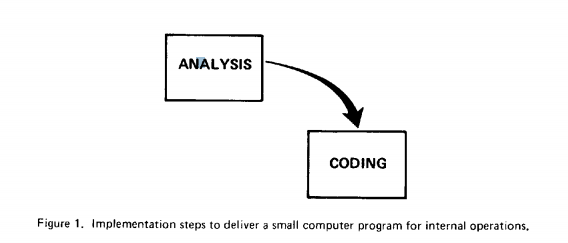 ANALYSIS
CODING
Figure 1. Implementation steps to deliver a small computer program for internal operations.